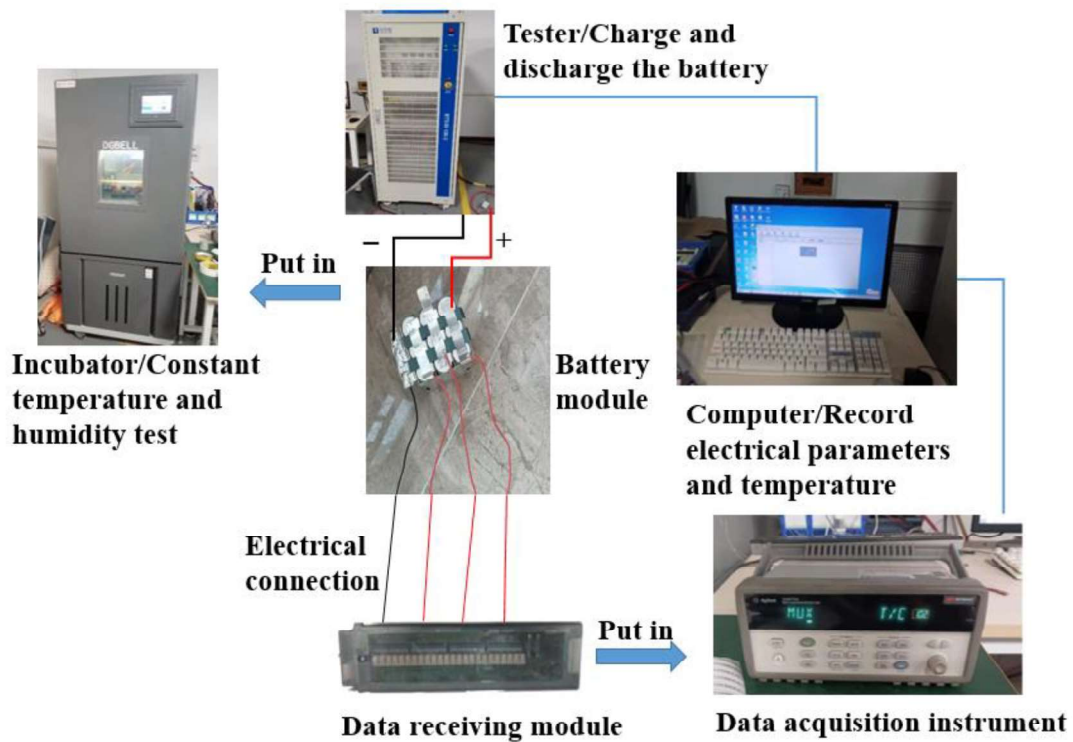 Tester/Charge and
discharge the battery
DGBELL
−
+
Put in
Incubator/Constant
temperature and
humidity test
Battery
module
Computer/Record
electrical parameters
and temperature
Electrical
connection
Put in
MUX
T/C
Data receiving module
Data acquisition instrument